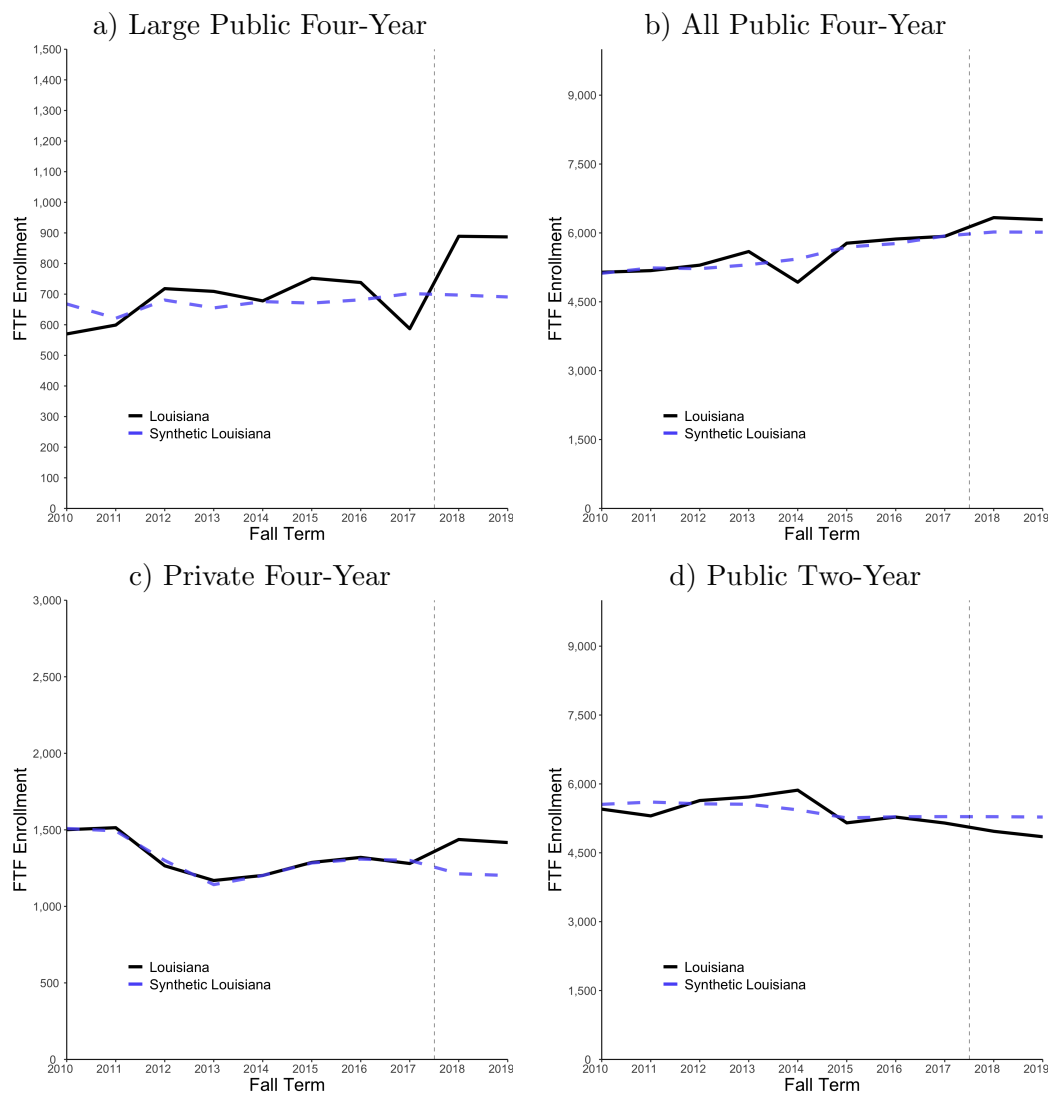 a) Large Public Four-Year
1,500
1,400
1,300
1,200
1,100
1,000
900
800
700
600
500
400
300
200
100
0
FTF Enrollment
Louisiana
Synthetic Louisiana
2010 2011 2012 2013 2014 2015 2016 2017 2018 2019
Fall Term
b) All Public Four-Year
9,000
7,500
6,000
4,500
3,000
1,500
0
FTF Enrollment
Louisiana
Synthetic Louisiana
2010 2011 2012 2013 2014 2015 2016 2017 2018 2019
Fall Term
c) Private Four-Year
3,000
2,500
2,000
1,500
1,000
500
0
FTF Enrollment
Louisiana
Synthetic Louisiana
2010 2011 2012 2013 2014 2015 2016 2017 2018 2019
Fall Term
d) Public Two-Year
9,000
7,500
6,000
4,500
3,000
1,500
0
FTF Enrollment
Louisiana
Synthetic Louisiana
2010 2011 2012 2013 2014 2015 2016 2017 2018 2019
Fall Term